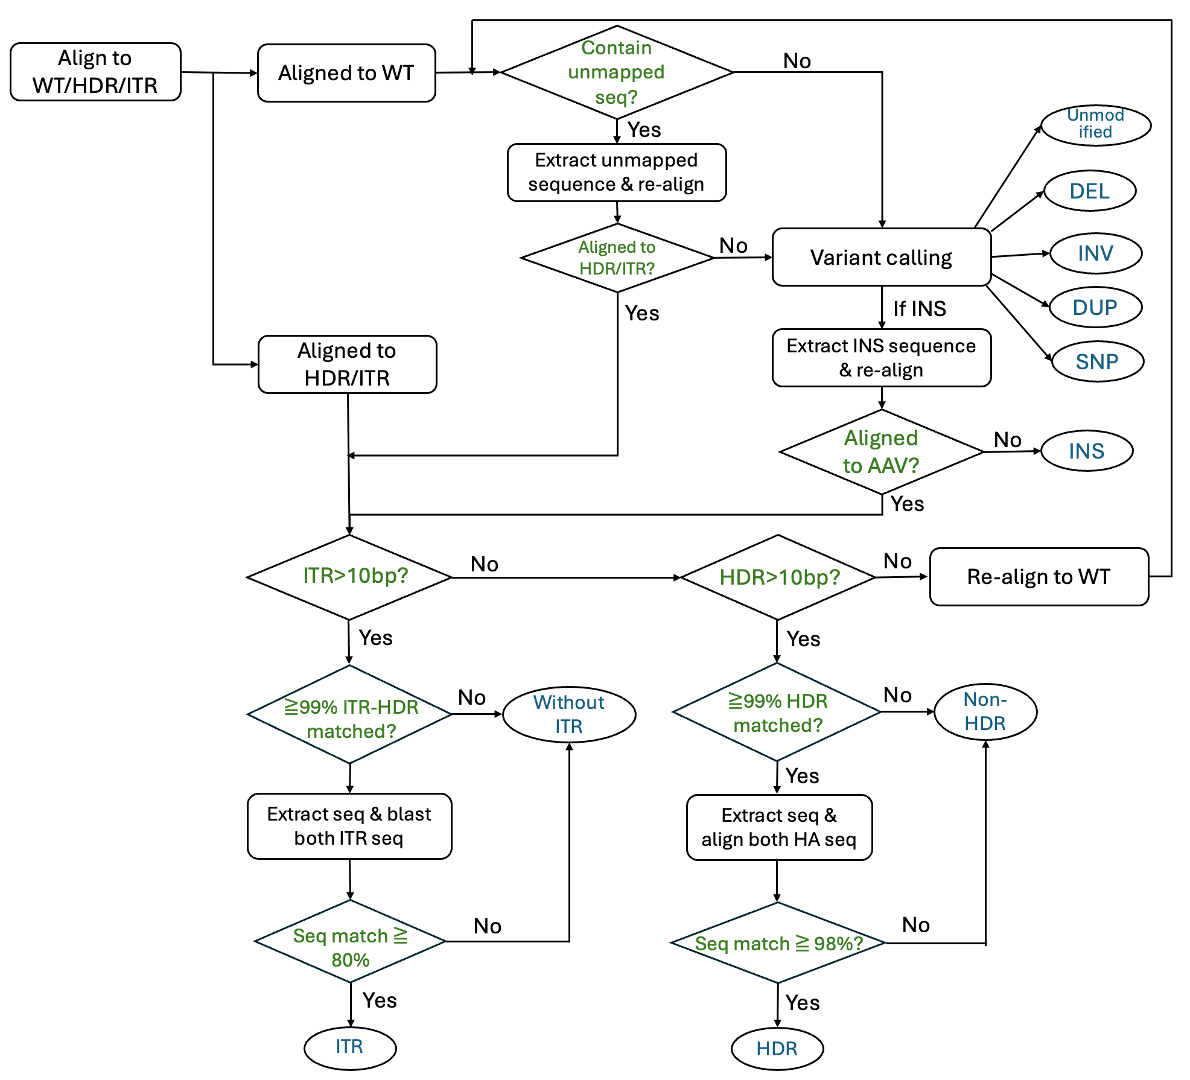 Align to
WT/HDR/ITR
Aligned to WT
Contain
unmapped
seq?
No
Yes
Extract unmapped
sequence & re-align
Aligned to
HDR/ITR?
No
Yes
Variant calling
Unmod
ified
DEL
INV
DUP
SNP
If INS
Extract INS sequence
& re-align
Aligned
to AAV?
No
INS
Yes
Aligned to
HDR/ITR
ITR>10bp?
No
HDR>10bp?
No
Re-align to WT
Yes
Yes
≧99% ITR-HDR
matched?
No
Without
ITR
≧99% HDR
matched?
No
Non-
HDR
Yes
Extract seq & blast
both ITR seq
Extract seq &
align both HA seq
Seq match ≧
80%
No
Seq match ≧ 98%?
No
Yes
Yes
ITR
HDR